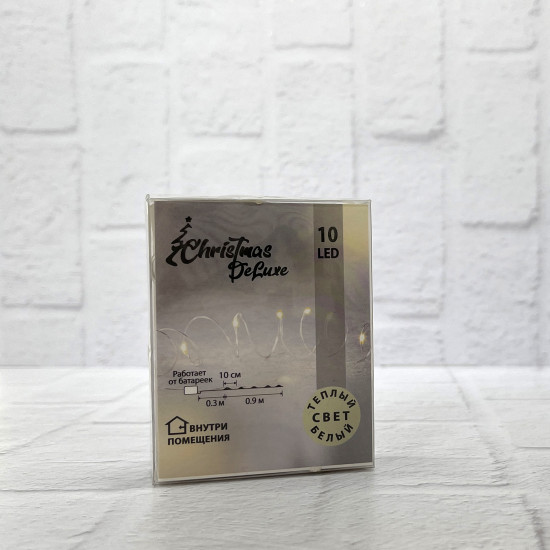 Christmas
DeLuxe
10
LED
Работает
от батареек
10 см
0.3 м
0.9 м
ВНУТРИ
ПОМЕЩЕНИЯ
ТЕПЛЫЙ
СВЕТ
БЕЛЫЙ